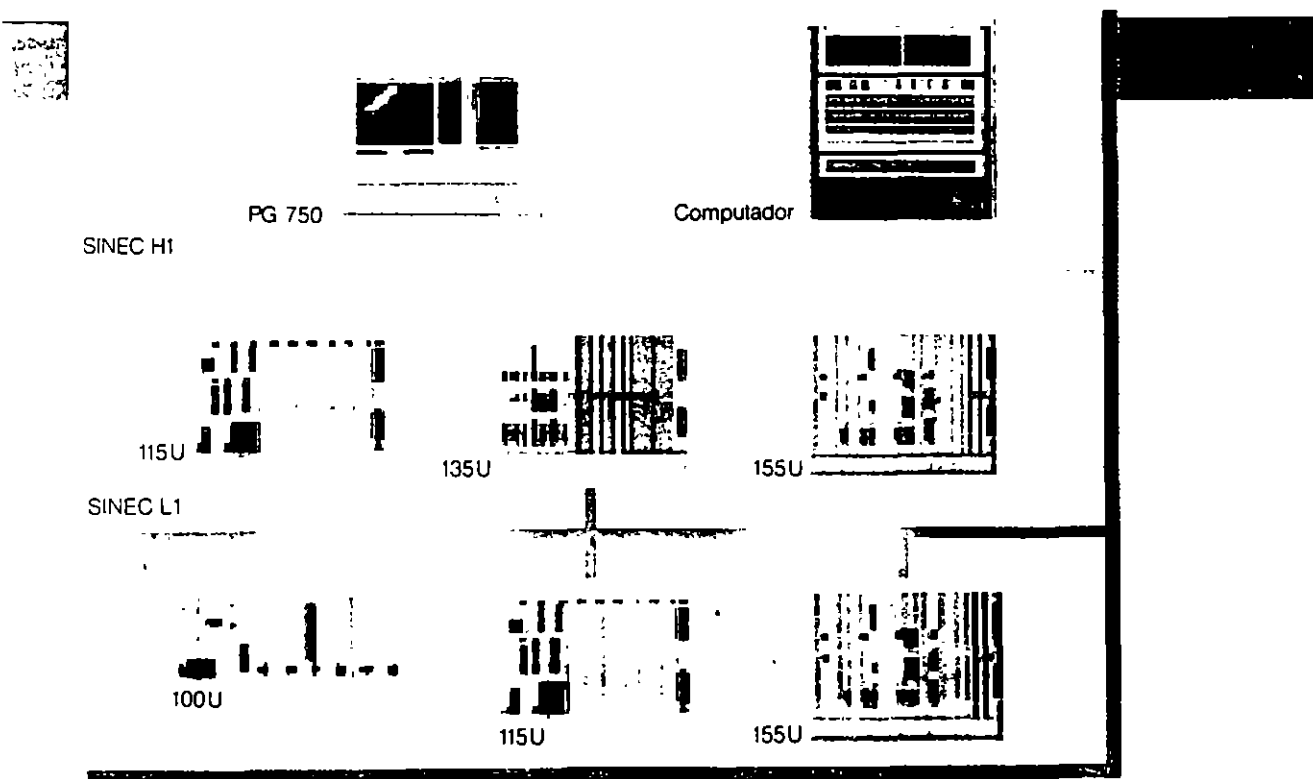 PG 750
Computador
SINEC H1
115U
135U
155U
SINEC L1
100U
115U
155U